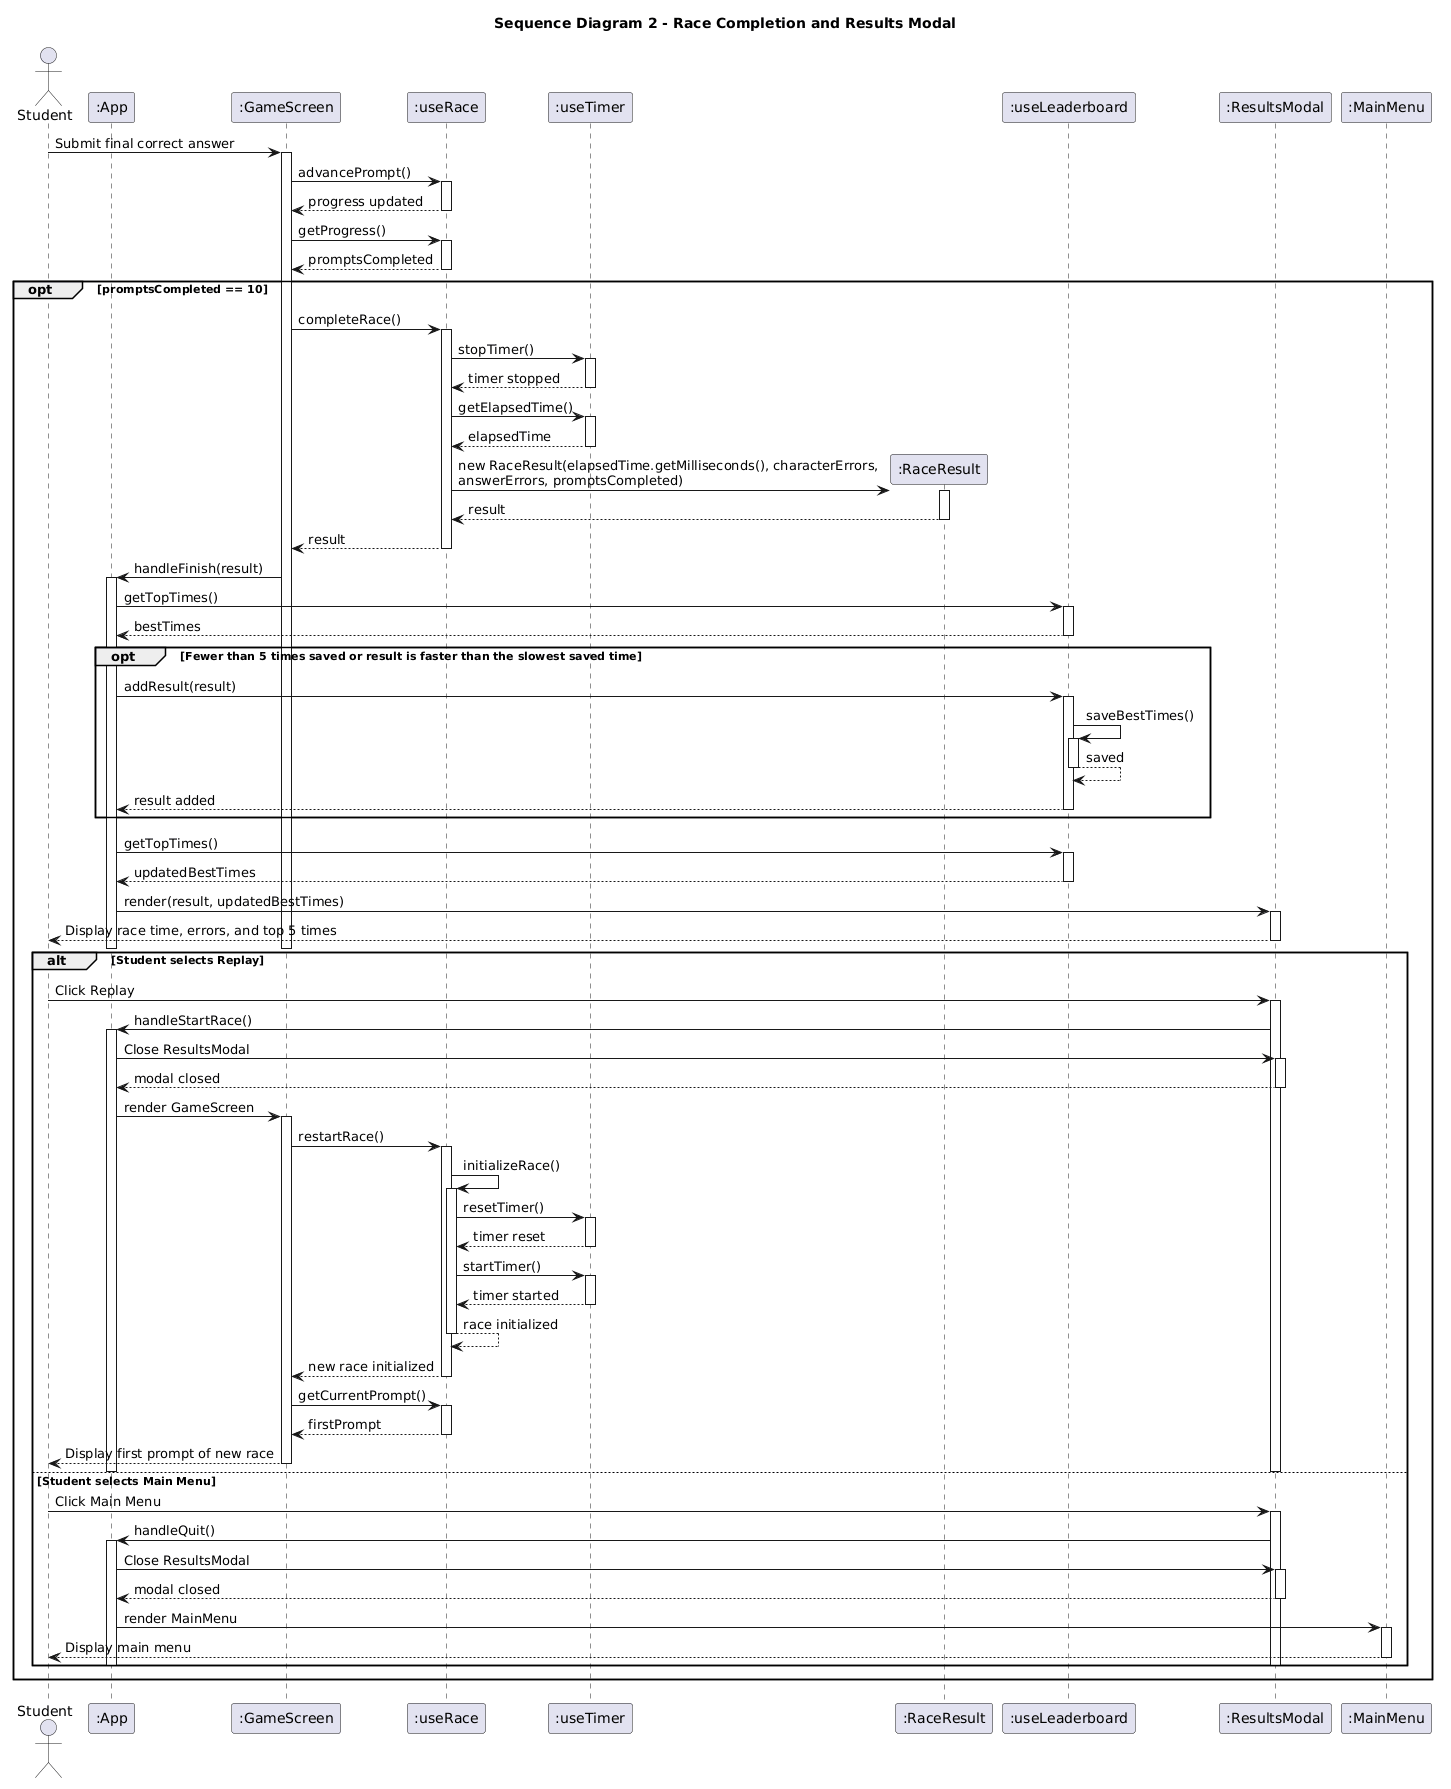 Sequence Diagram 2 - Race Completion and Results Modal
Student
:App
:GameScreen
:useRace
:useTimer
:useLeaderboard
:ResultsModal
:MainMenu
Submit final correct answer
advancePrompt()
progress updated
getProgress()
promptsCompleted
opt
[promptsCompleted == 10]
completeRace()
stopTimer()
timer stopped
getElapsedTime()
elapsedTime
new RaceResult(elapsedTime.getMilliseconds(), characterErrors,
answerErrors, promptsCompleted)
:RaceResult
result
result
handleFinish(result)
getTopTimes()
bestTimes
opt
[Fewer than 5 times saved or result is faster than the slowest saved time]
addResult(result)
saveBestTimes()
saved
result added
getTopTimes()
updatedBestTimes
render(result, updatedBestTimes)
Display race time, errors, and top 5 times
alt
[Student selects Replay]
Click Replay
handleStartRace()
Close ResultsModal
modal closed
render GameScreen
restartRace()
initializeRace()
resetTimer()
timer reset
startTimer()
timer started
race initialized
new race initialized
getCurrentPrompt()
firstPrompt
Display first prompt of new race
[Student selects Main Menu]
Click Main Menu
handleQuit()
Close ResultsModal
modal closed
render MainMenu
Display main menu
Student
:App
:GameScreen
:useRace
:useTimer
:RaceResult
:useLeaderboard
:ResultsModal
:MainMenu